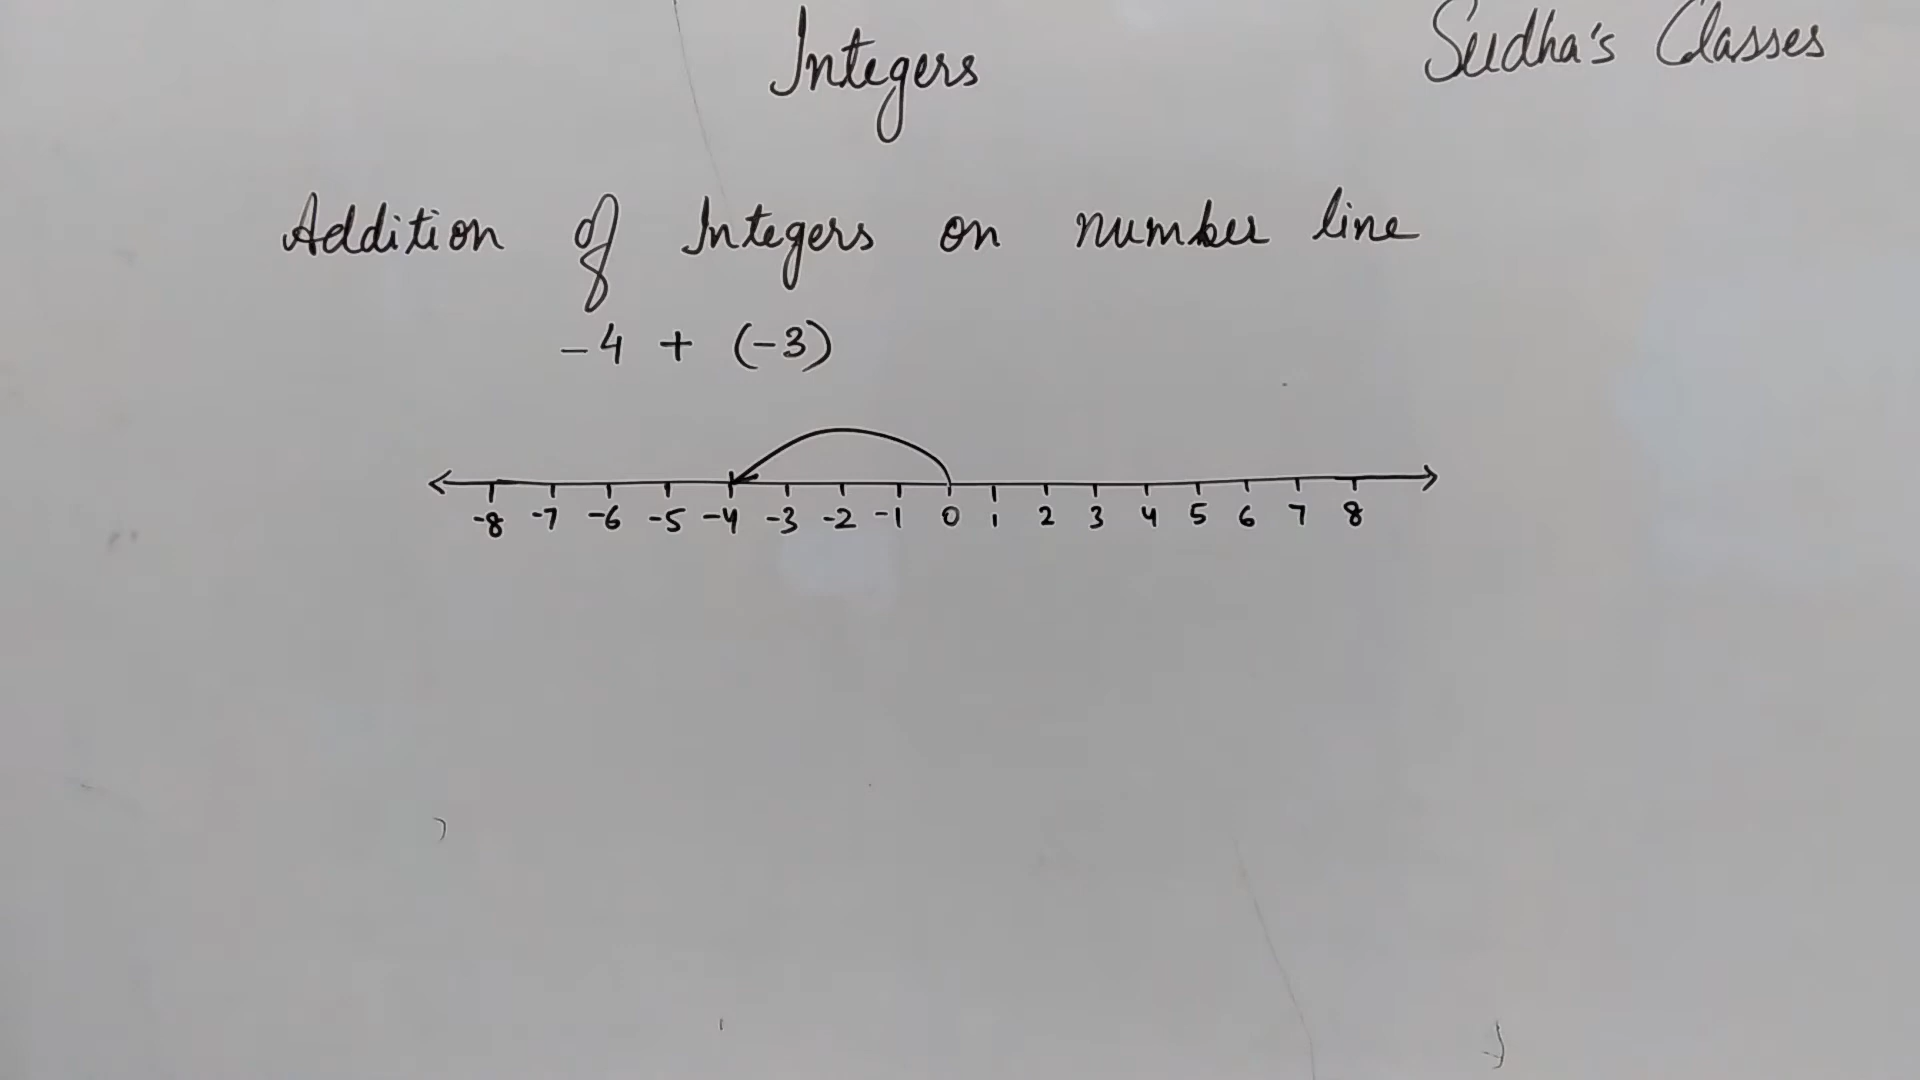 Integers
Sudha's Classes
Addition of Integers on number line
-4 + (-3)
-8 -7 -6 -5 -4 -3 -2 -1 0 1 2 3 4 5 6 7 8